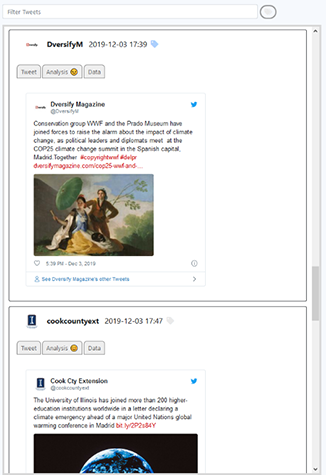 Filter Tweets
DversifyM 2019-12-03 17:39
Tweet Analysis Data
Dversify Magazine
@DversifyM
Conservation group WWF and the Prado Museum have
joined forces to raise the alarm about the impact of climate
change, as political leaders and diplomats meet at the
COP25 climate change summit in the Spanish capital,
Madrid.Together #copyrightwwf #delpr
dversifymagazine.com/cop25-wwf-and-...
5:39 PM - Dec 3, 2019
See Dversify Magazine's other Tweets
cookcountyext 2019-12-03 17:47
Tweet Analysis Data
Cook Cty Extension
@cookcountyext
The University of Illinois has joined more than 200 higher-
education institutions worldwide in a letter declaring a
climate emergency ahead of a major United Nations global
warming conference in Madrid bit.ly/2P2s84Y